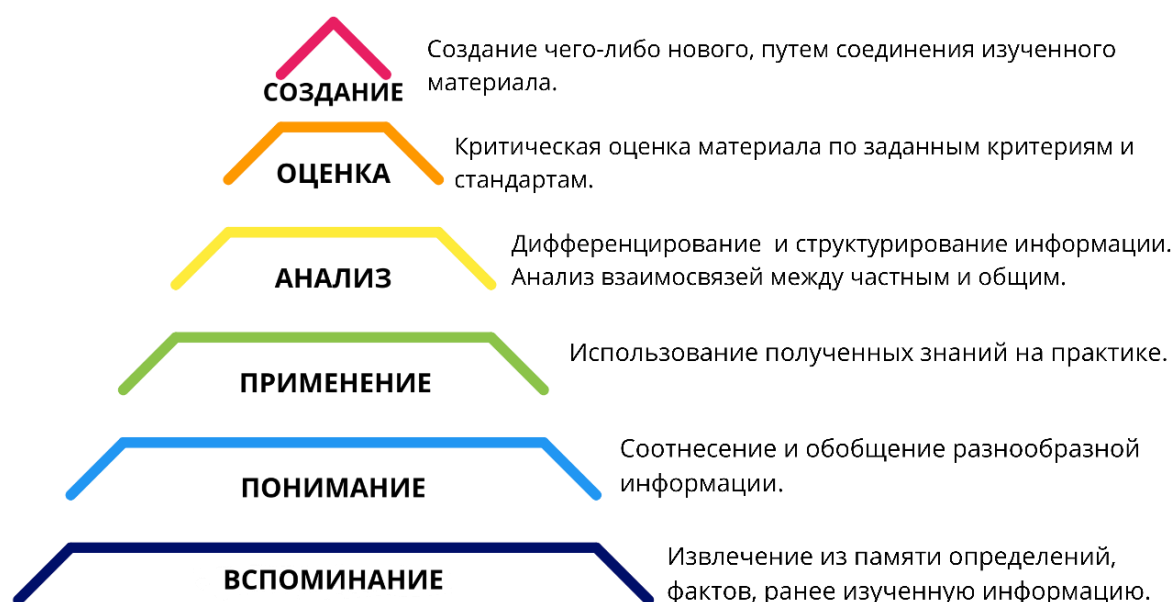 Создание чего-либо нового, путем соединения изученного
материала.
СОЗДАНИЕ
Критическая оценка материала по заданным критериям и
стандартам.
ОЦЕНКА
Дифференцирование и структурирование информации.
Анализ взаимосвязей между частным и общим.
АНАЛИЗ
Использование полученных знаний на практике.
ПРИМЕНЕНИЕ
Соотнесение и обобщение разнообразной
информации.
ПОНИМАНИЕ
Извлечение из памяти определений,
фактов, ранее изученную информацию.
ВСПОМИНАНИЕ